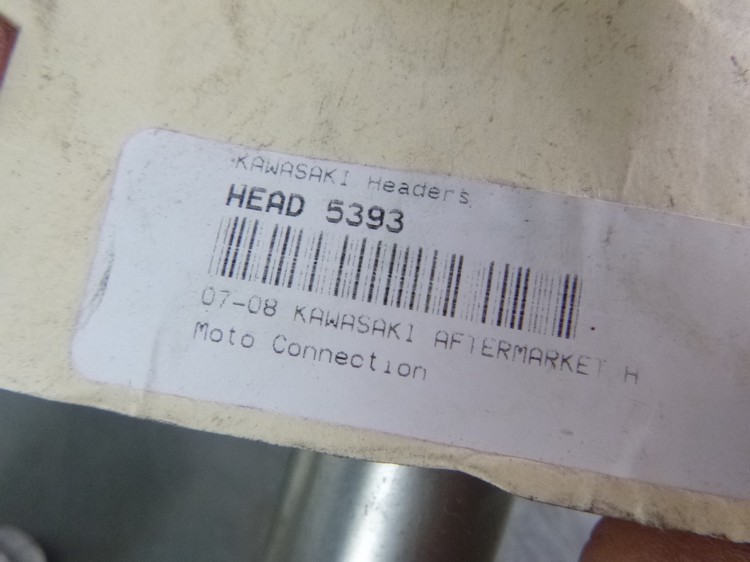 KAWASAKI Headers
HEAD 5393
07-08 KAWASAKI AFTERMARKET H
Moto Connection